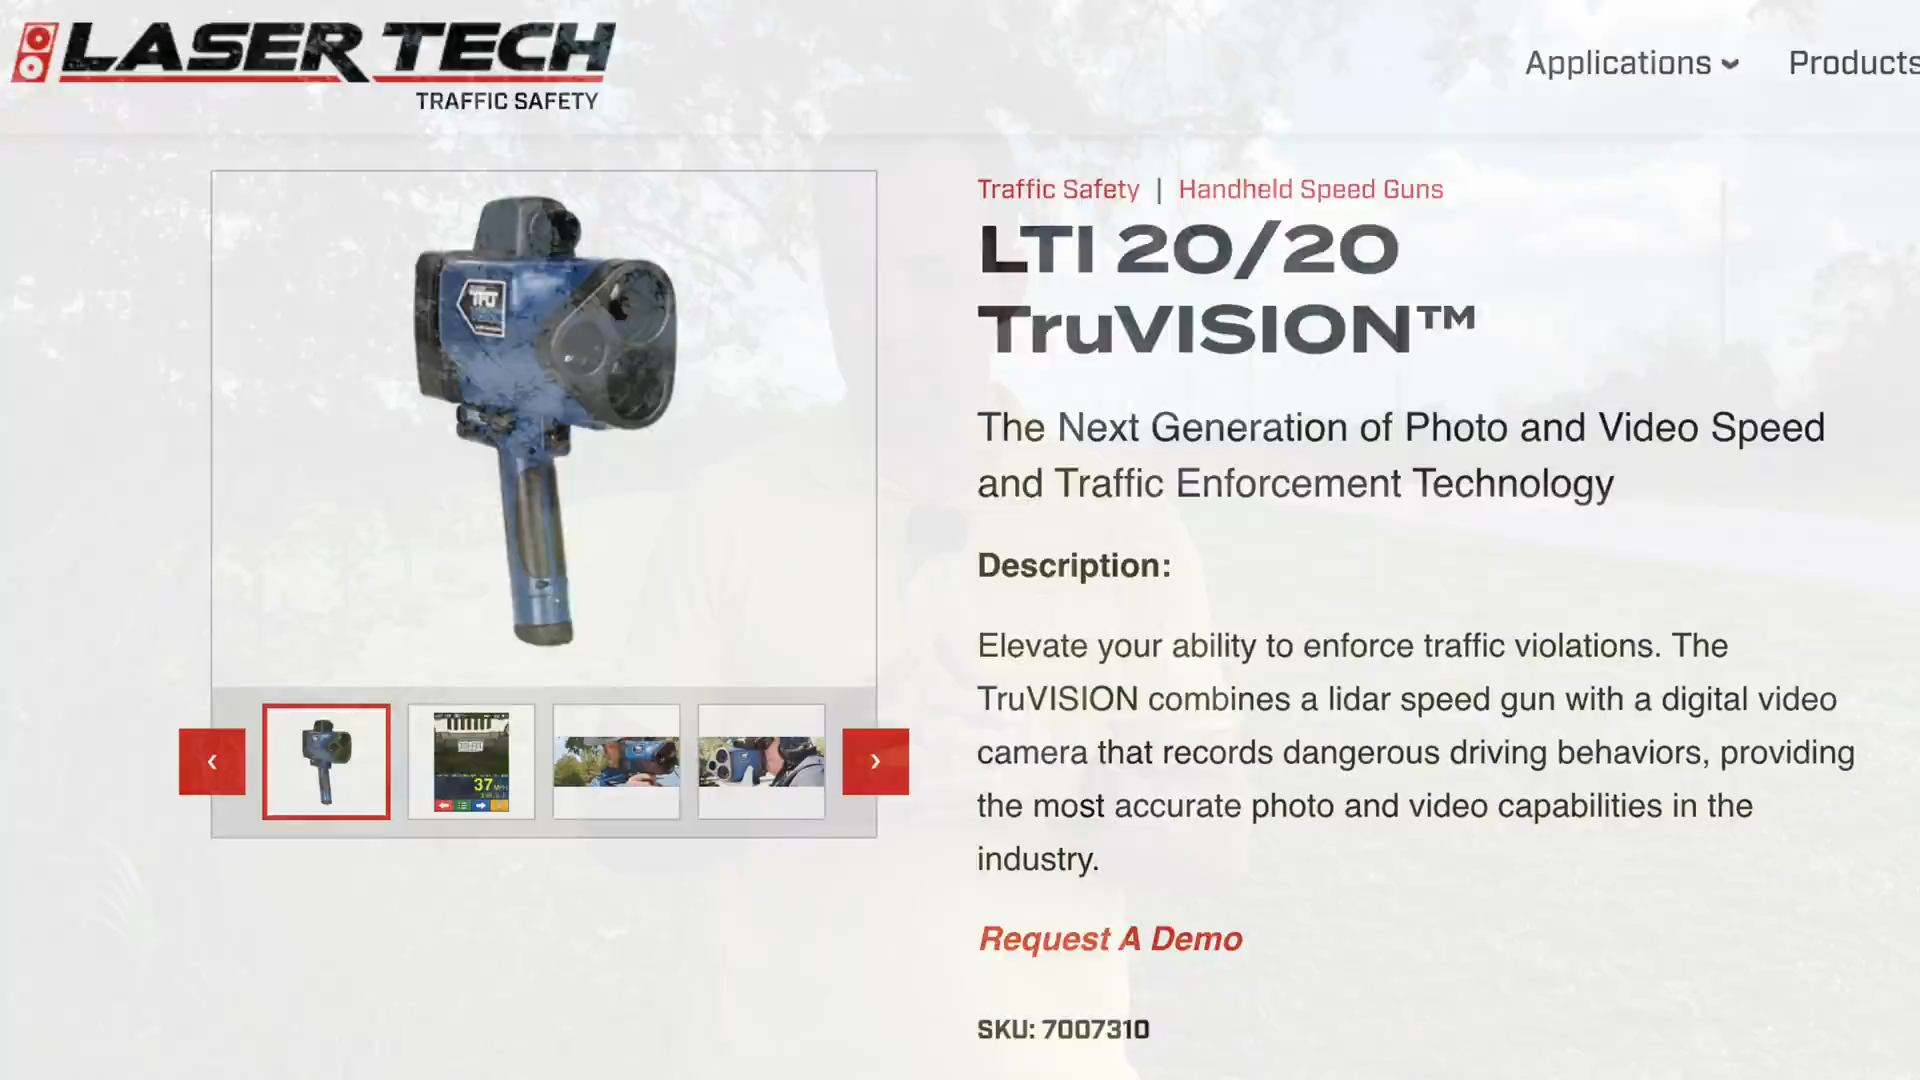 LASER TECH
TRAFFIC SAFETY
Applications
Products
Traffic Safety | Handheld Speed Guns
LTI 20/20
TruVISION™
The Next Generation of Photo and Video Speed
and Traffic Enforcement Technology
Description:
Elevate your ability to enforce traffic violations. The
TruVISION combines a lidar speed gun with a digital video
camera that records dangerous driving behaviors, providing
the most accurate photo and video capabilities in the
industry.
Request A Demo
SKU: 7007310
37 MPH